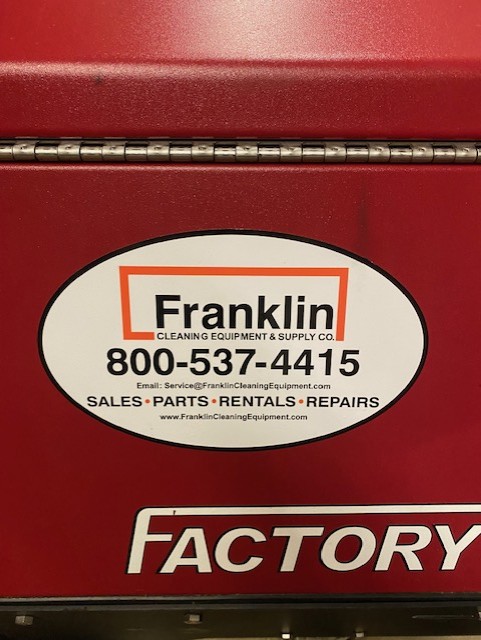 Franklin
CLEANING EQUIPMENT & SUPPLY CO.
800-537-4415
Email: Service@FranklinCleaningEquipment.com
SALES • PARTS • RENTALS • REPAIRS
www.FranklinCleaningEquipment.com
FACTORY